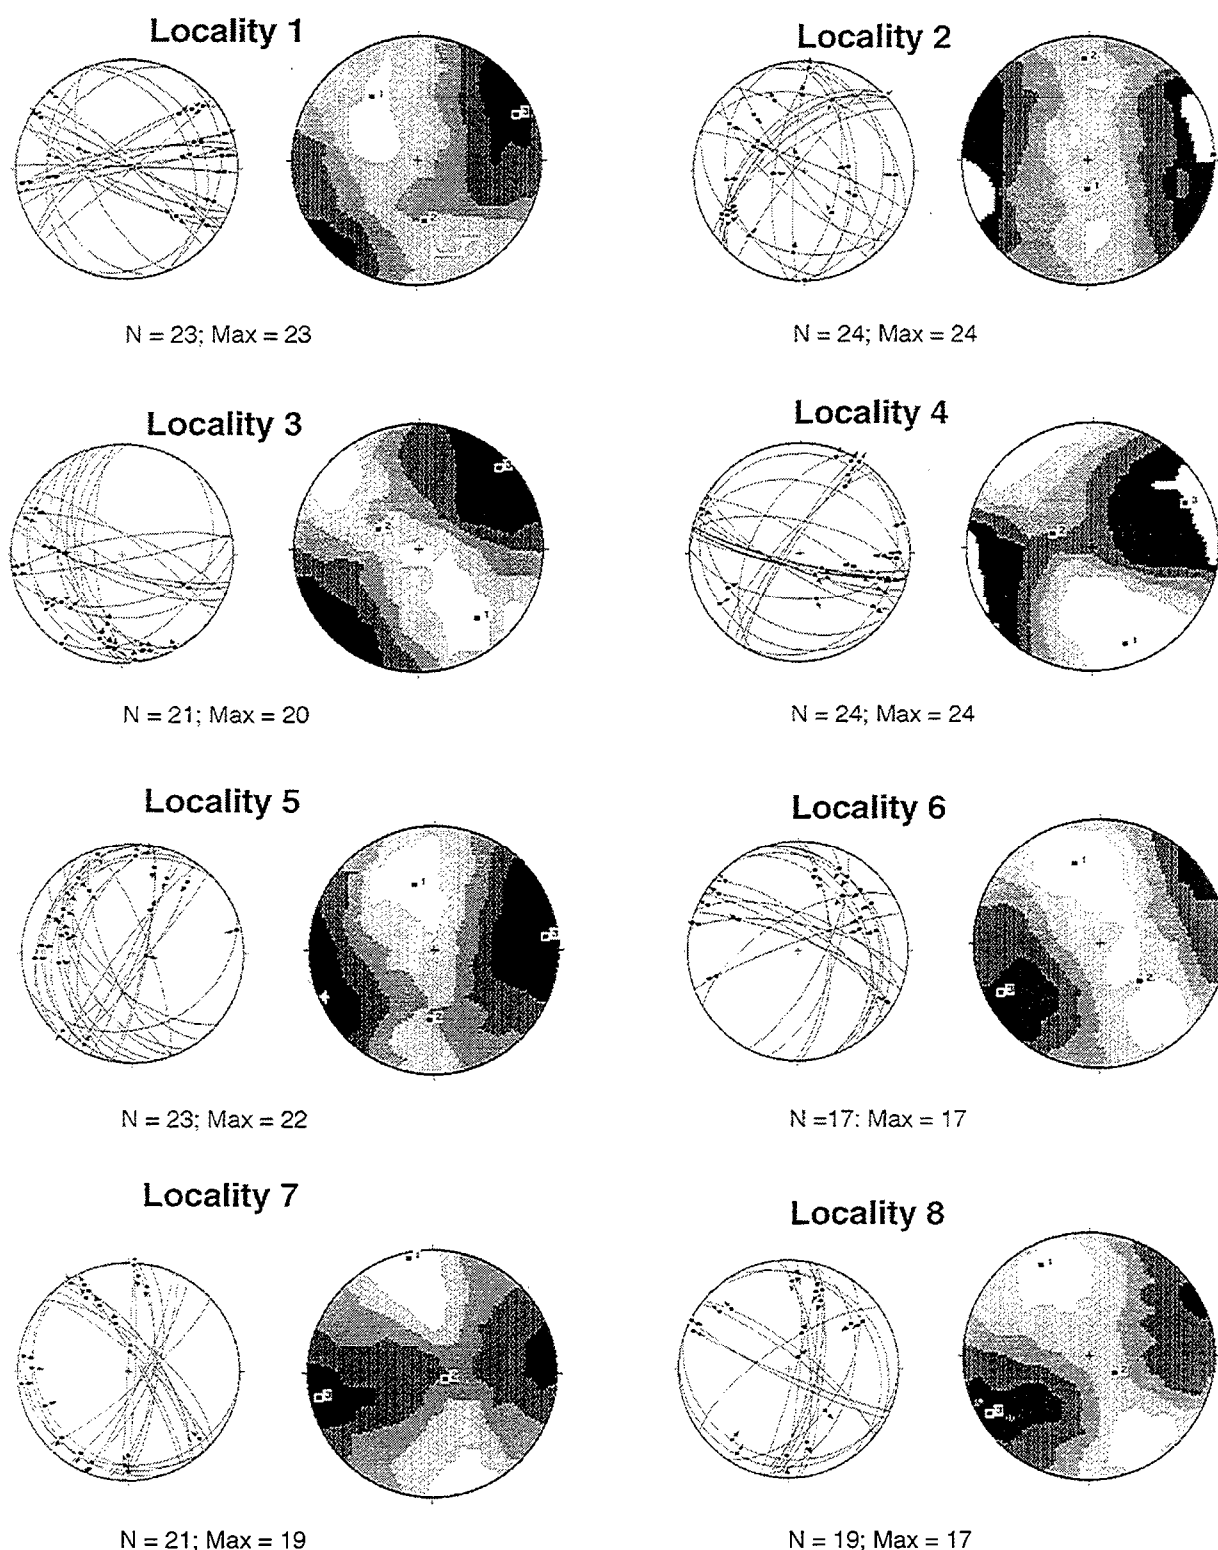 Locality 1
Locality 2
N = 23; Max = 23
N = 24; Max = 24
Locality 3
Locality 4
N = 21; Max = 20
N = 24; Max = 24
Locality 5
Locality 6
N = 23; Max = 22
N =17: Max = 17
Locality 7
Locality 8
N = 21; Max = 19
N = 19; Max = 17